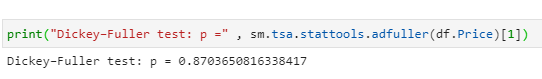 print("Dickey-Fuller test: p =" , sm.tsa.stattools.adfuller(df.Price)[1])
Dickey-Fuller test: p = 0.8703650816338417